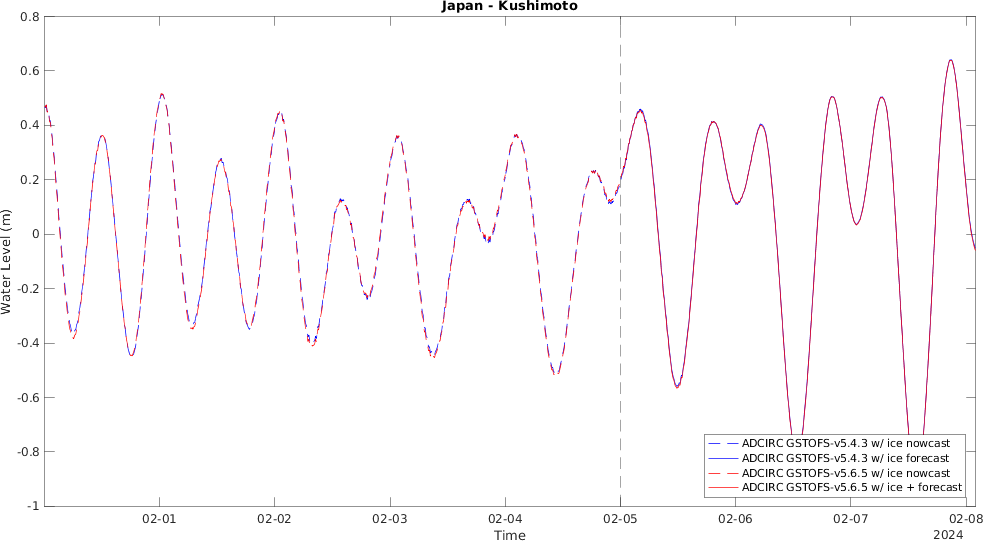 Japan - Kushimoto
0.8
0.6
0.4
0.2
0
-0.2
-0.4
-0.6
-0.8
-1
Water Level (m)
ADCIRC GSTOFS-v5.4.3 w/ ice nowcast
ADCIRC GSTOFS-v5.4.3 w/ ice forecast
ADCIRC GSTOFS-v5.6.5 w/ ice nowcast
ADCIRC GSTOFS-v5.6.5 w/ ice + forecast
02-01 02-02 02-03 02-04 02-05 02-06 02-07 02-08
Time
2024